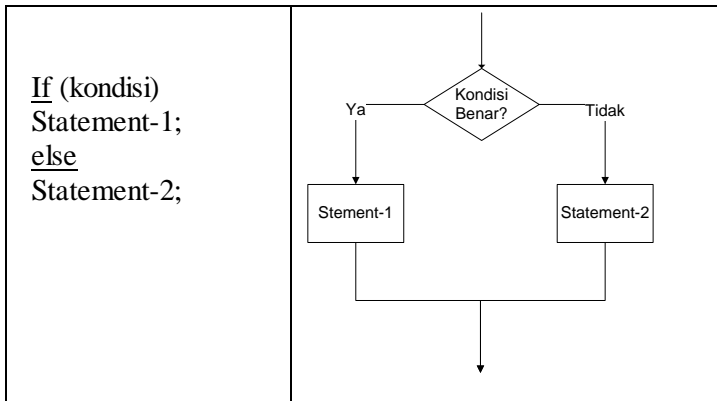 If (kondisi)
Statement-1;
else
Statement-2;
Kondisi
Benar?
Ya
Tidak
Stement-1
Statement-2